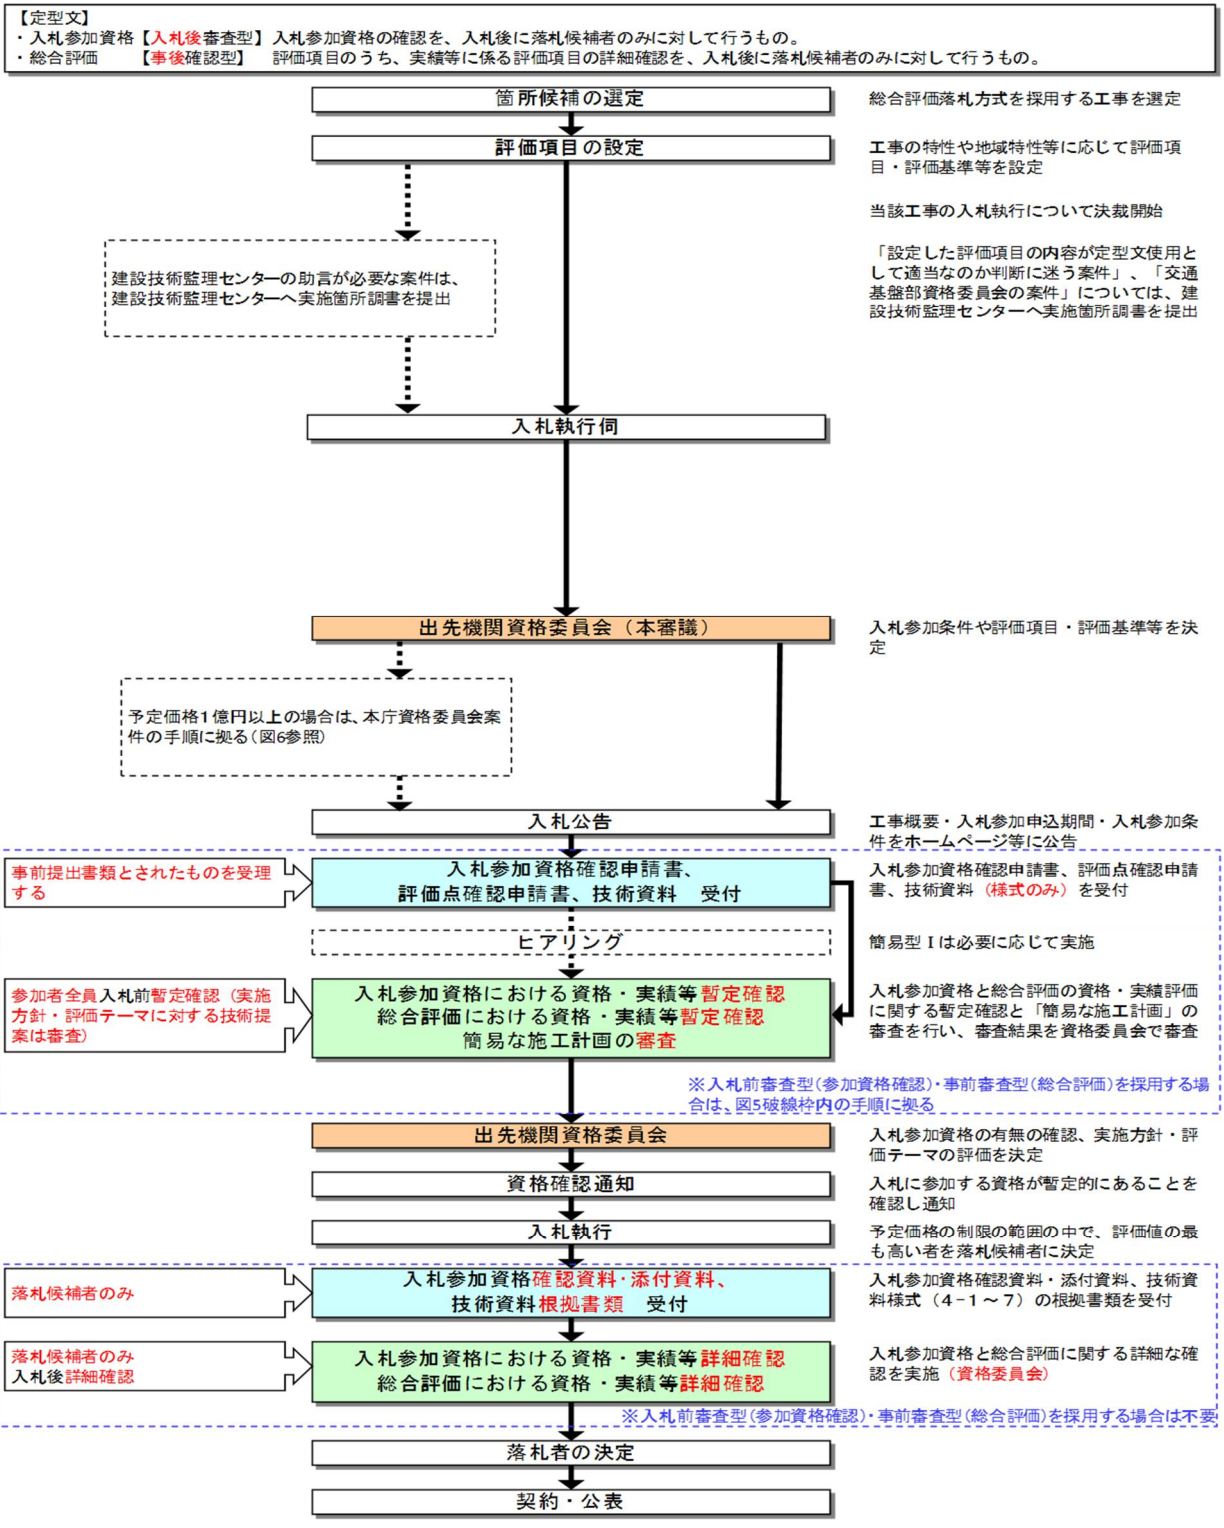 【定型文】
・入札参加資格【入札後審査型】入札参加資格の確認を、入札後に落札候補者のみに対して行うもの。
・総合評価　　【事後確認型】　評価項目のうち、実績等に係る評価項目の詳細確認を、入札後に落札候補者のみに対して行うもの。
箇所候補の選定
総合評価落札方式を採用する工事を選定
評価項目の設定
工事の特性や地域特性等に応じて評価項
目・評価基準等を設定
当該工事の入札執行について決裁開始
建設技術監理センターの助言が必要な案件は、
建設技術監理センターへ実施箇所調書を提出
「設定した評価項目の内容が定型文使用と
して適当なのか判断に迷う案件」、「交通
基盤部資格委員会の案件」については、建
設技術監理センターへ実施箇所調書を提出
入札執行伺
出先機関資格委員会（本審議）
入札参加条件や評価項目・評価基準等を決
定
予定価格１億円以上の場合は、本庁資格委員会案
件の手順に拠る（図6参照）
入札公告
工事概要・入札参加申込期間・入札参加条
件をホームページ等に公告
事前提出書類とされたものを受理
する
入札参加資格確認申請書、
評価点確認申請書、技術資料　受付
入札参加資格確認申請書、評価点確認申請
書、技術資料（様式のみ）を受付
ヒアリング
簡易型Ⅰは必要に応じて実施
参加者全員入札前暫定確認（実施
方針・評価テーマに対する技術提
案は審査）
入札参加資格における資格・実績等暫定確認
総合評価における資格・実績等暫定確認
簡易な施工計画の審査
入札参加資格と総合評価の資格・実績評価
に関する暫定確認と「簡易な施工計画」の
審査を行い、審査結果を資格委員会で審査
※入札前審査型（参加資格確認）・事前審査型（総合評価）を採用する場
合は、図5破線枠内の手順に拠る
出先機関資格委員会
入札参加資格の有無の確認、実施方針・評
価テーマの評価を決定
資格確認通知
入札に参加する資格が暫定的にあることを
確認し通知
入札執行
予定価格の制限の範囲の中で、評価値の最
も高い者を落札候補者に決定
落札候補者のみ
入札参加資格確認資料・添付資料、
技術資料根拠書類　受付
入札参加資格確認資料・添付資料、技術資
料様式（４−１～７）の根拠書類を受付
落札候補者のみ
入札後詳細確認
入札参加資格における資格・実績等詳細確認
総合評価における資格・実績等詳細確認
入札参加資格と総合評価に関する詳細な確
認を実施（資格委員会）
※入札前審査型（参加資格確認）・事前審査型（総合評価）を採用する場合は不要
落札者の決定
契約・公表